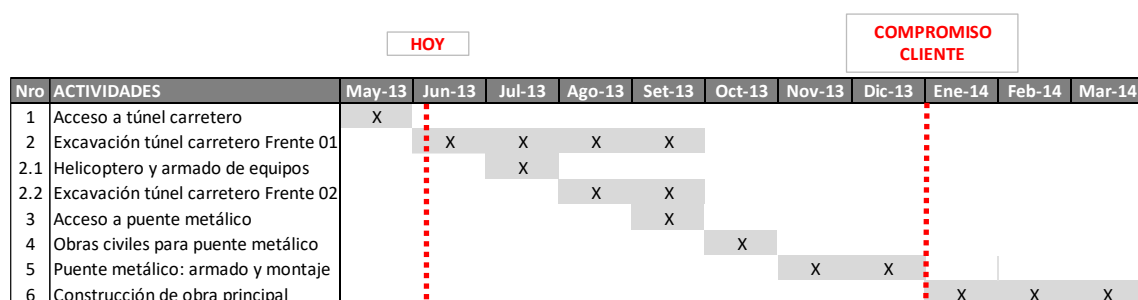 HOY
COMPROMISO
CLIENTE
Nro ACTIVIDADES May-13 Jun-13 Jul-13 Ago-13 Set-13 Oct-13 Nov-13 Dic-13 Ene-14 Feb-14 Mar-14
1 Acceso a túnel carretero X
2 Excavación túnel carretero Frente 01 X X X X
2.1 Helicoptero y armado de equipos X
2.2 Excavación túnel carretero Frente 02 X X
3 Acceso a puente metálico X
4 Obras civiles para puente metálico X
5 Puente metálico: armado y montaje X X
6 Construcción de obra principal X X X